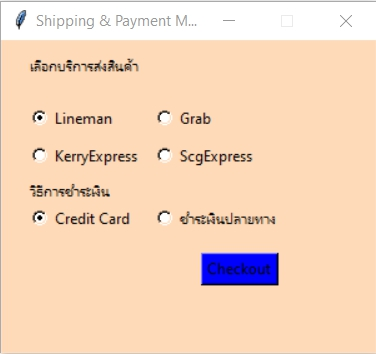 Shipping & Payment M...
เลือกบริการส่งสินค้า
Lineman Grab
KerryExpress ScgExpress
วิธีการชำระเงิน
Credit Card ชำระเงินปลายทาง
Checkout